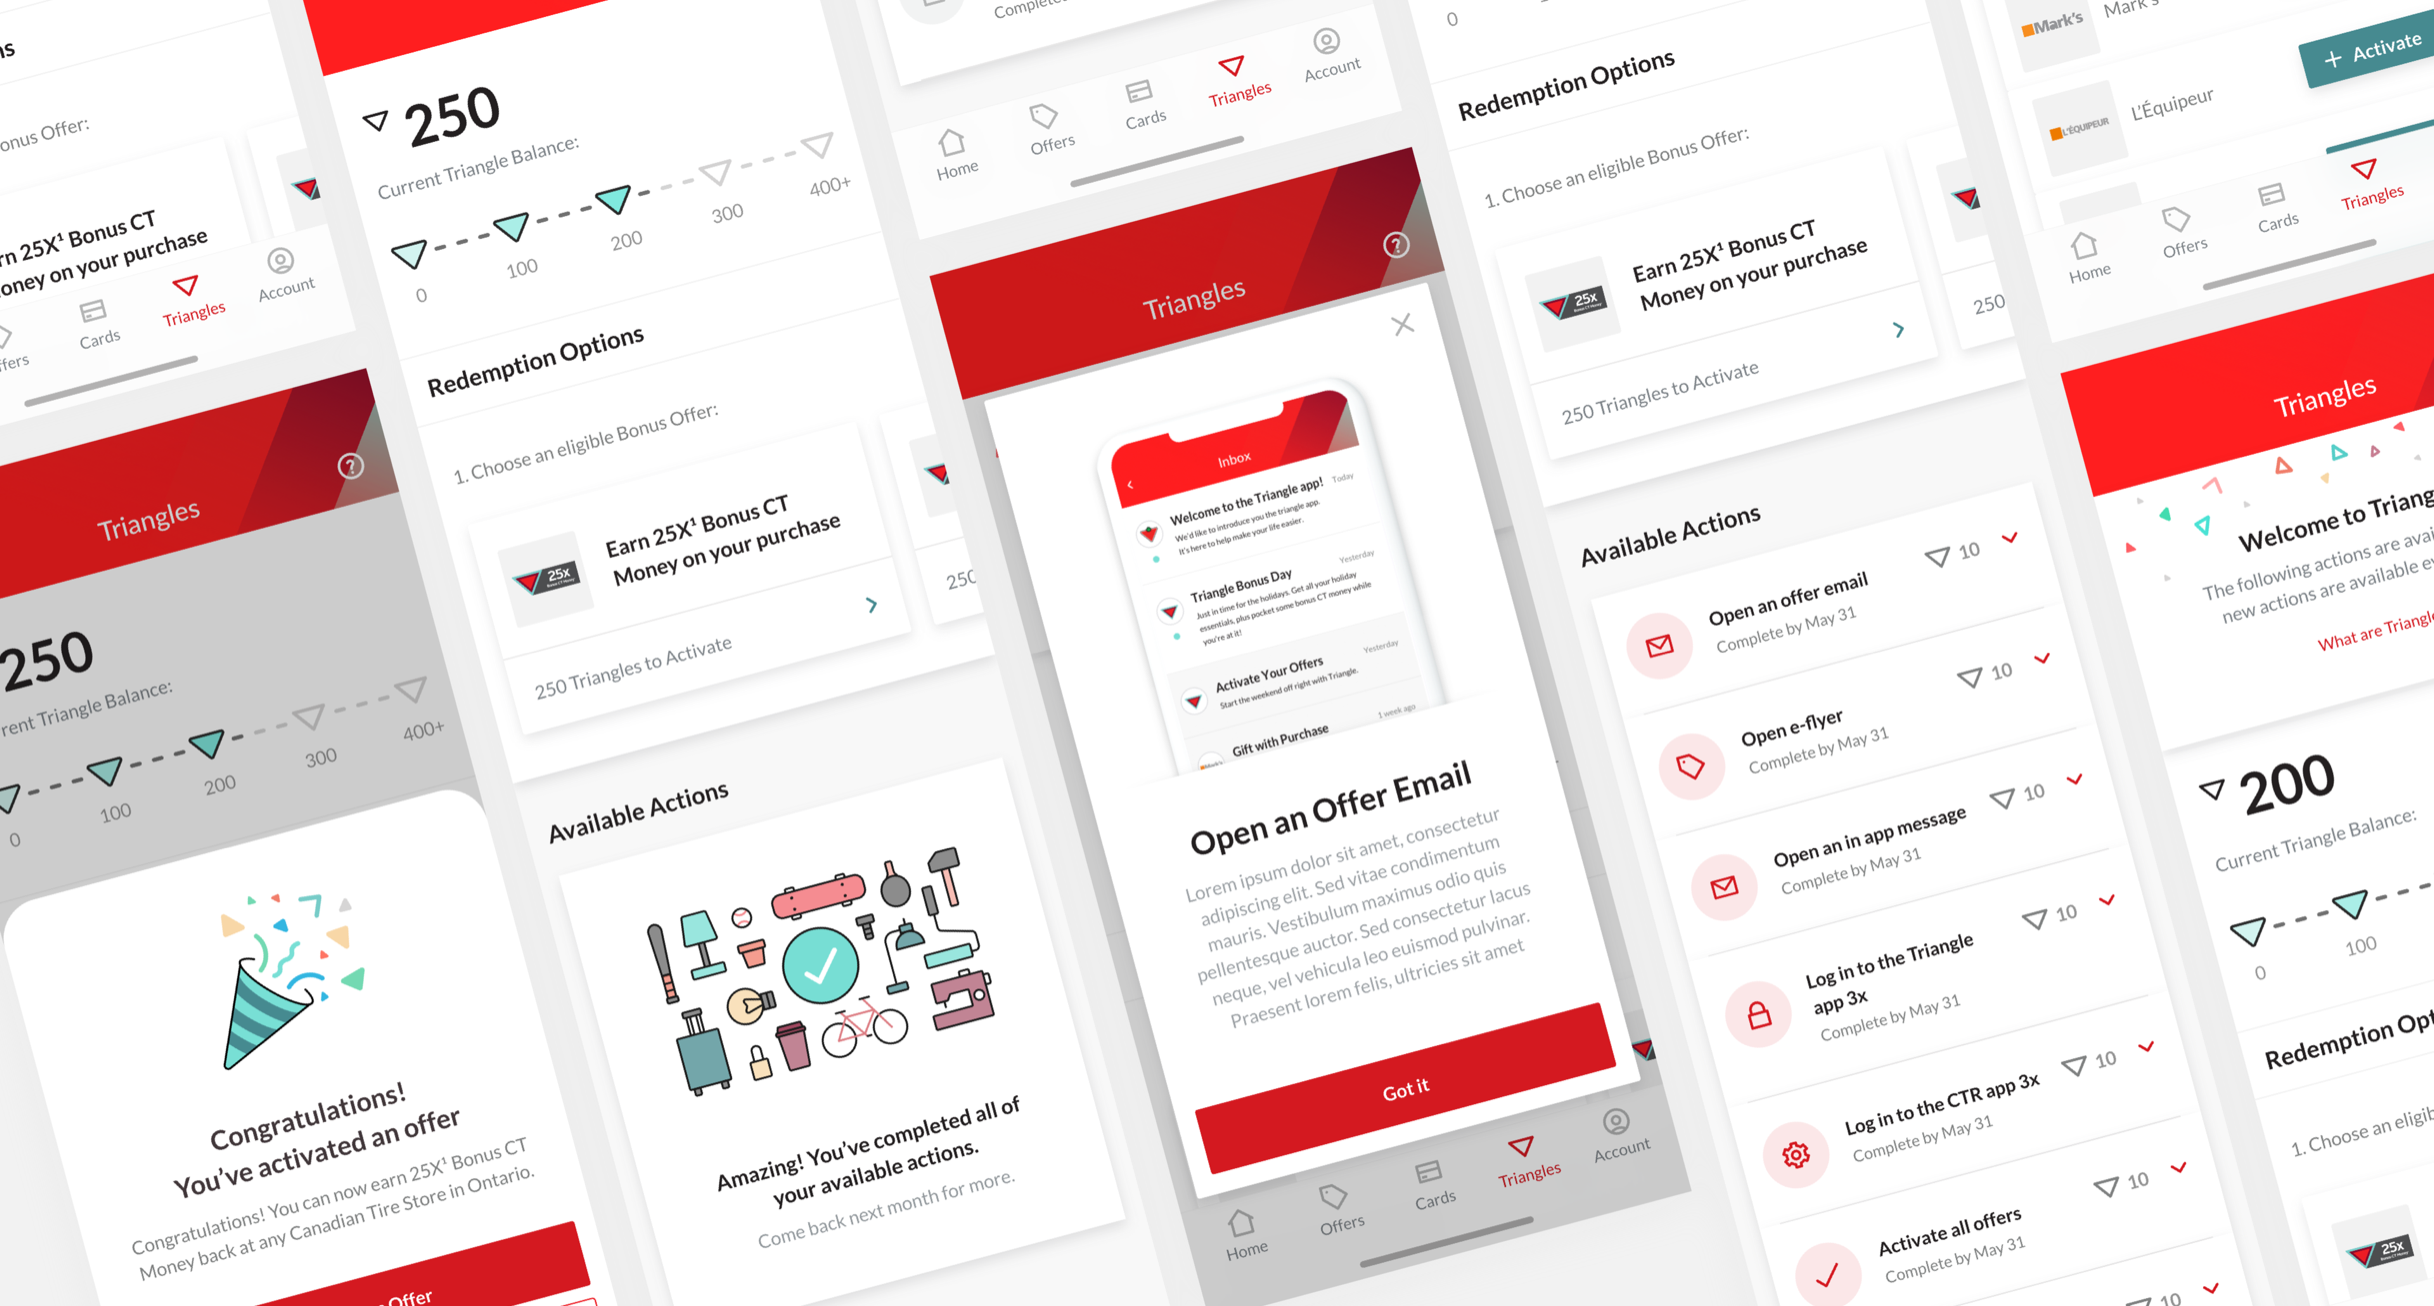 onus Offer:
rn 25X¹ Bonus CT
oney on your purchase
Cards
Triangles
Account
Triangles
?
250
rent Triangle Balance:
0
100
200
300
400+
Congratulations!
You've activated an offer
Congratulations! You can now earn 25X¹ Bonus CT
Money back at any Canadian Tire Store in Ontario.
Offer
250
Current Triangle Balance:
0
100
200
300
400+
Redemption Options
1. Choose an eligible Bonus Offer:
25x
Earn 25X¹ Bonus CT
Money on your purchase
250 Triangles to Activate
250
Available Actions
Amazing! You've completed all of
your available actions.
Come back next month for more.
Home
Offers
Cards
Triangles
Account
Triangles
?
Inbox
Welcome to the Triangle app!
Today
We'd like to introduce you the triangle app.
It's here to help make your life easier.
Triangle Bonus Day
Yesterday
Just in time for the holidays. Get all your holiday
essentials, plus pocket some bonus CT money while
you're at it!
Activate Your Offers
Yesterday
Start the weekend off right with Triangle.
Gift with Purchase
1 week ago
Open an Offer Email
Lorem ipsum dolor sit amet, consectetur
adipiscing elit. Sed vitae condimentum
mauris. Vestibulum maximus odio quis
pellentesque auctor. Sed consectetur lacus
neque, vel vehicula leo euismod pulvinar.
Praesent lorem felis, ultricies sit amet
Got it
Home
Offers
Cards
Triangles
Account
0
Redemption Options
1. Choose an eligible Bonus Offer:
25x
Earn 25X¹ Bonus CT
Money on your purchase
250 Triangles to Activate
250
Available Actions
Open an offer email
10
Complete by May 31
Open e-flyer
10
Complete by May 31
Open an in app message
10
Complete by May 31
Log in to the Triangle
app 3x
10
Complete by May 31
Log in to the CTR app 3x
10
Complete by May 31
Activate all offers
10
Complete by May 31
10
Mark's
Mark's
Activate
L'ÉQUIPEUR
L'Équipeur
Home
Offers
Cards
Triangles
Triangles
Welcome to Triang
The following actions are avai
new actions are available e
What are Triangle
200
Current Triangle Balance:
0
100
Redemption Opt
1. Choose an eligib
25x